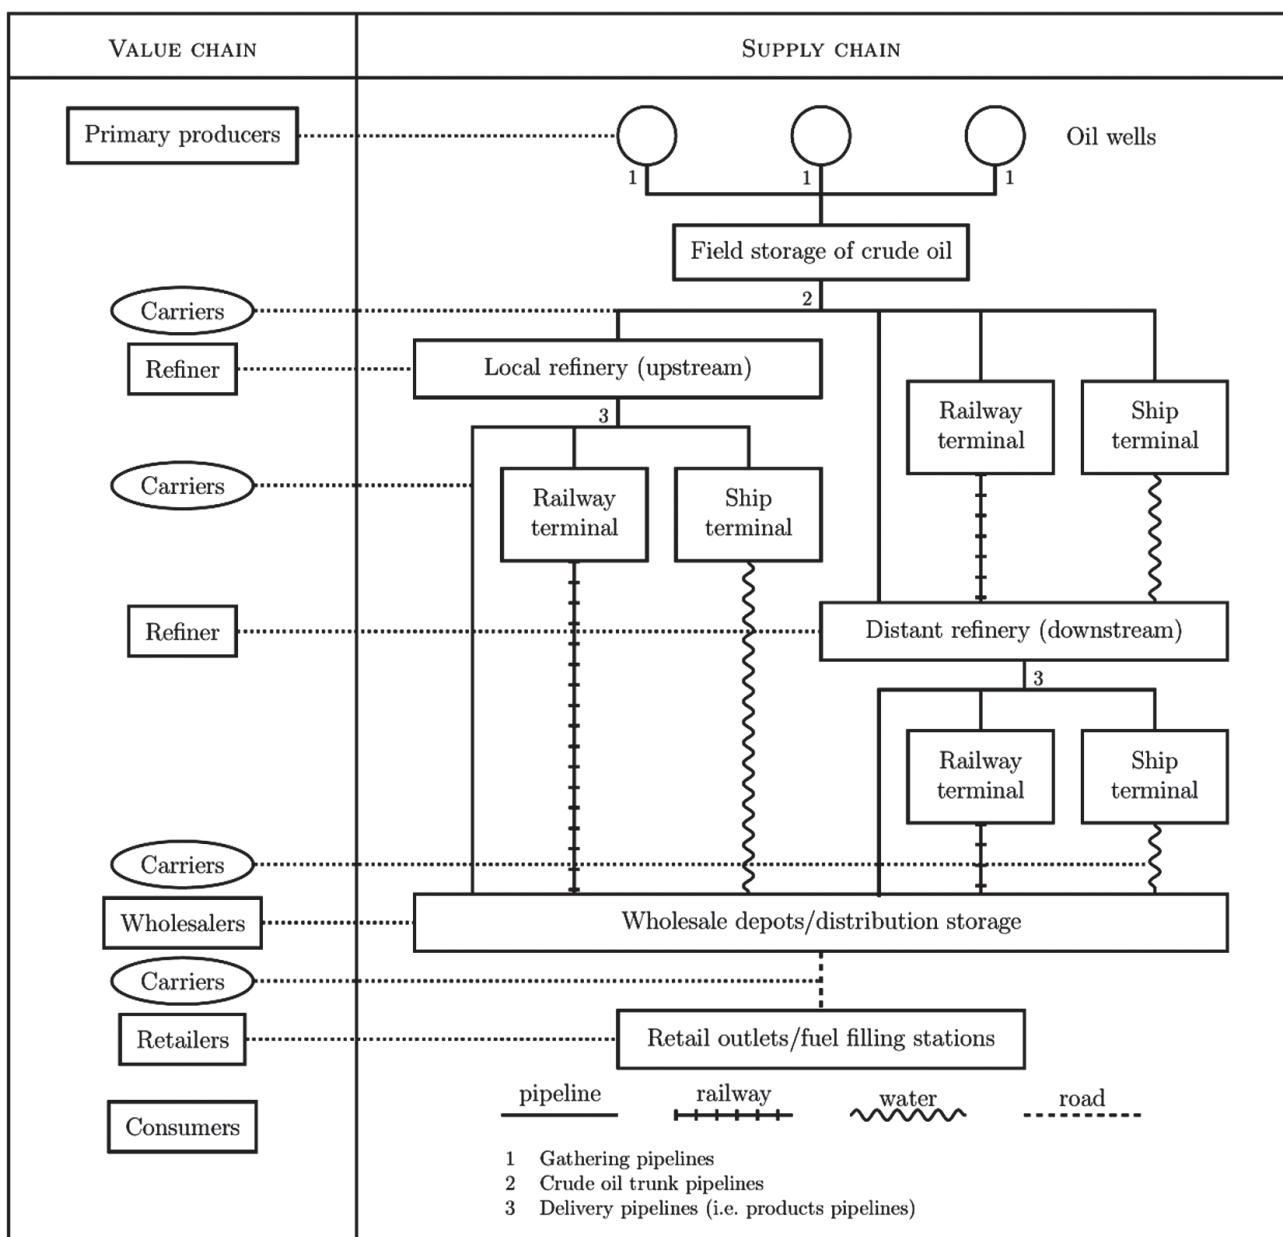 VALUE CHAIN
SUPPLY CHAIN
Primary producers
Oil wells
1
1
1
Field storage of crude oil
2
Carriers
Refiner
Local refinery (upstream)
3
Railway
terminal
Ship
terminal
Carriers
Railway
terminal
Ship
terminal
Refiner
Distant refinery (downstream)
3
Railway
terminal
Ship
terminal
Carriers
Wholesalers
Wholesale depots/distribution storage
Carriers
Retailers
Retail outlets/fuel filling stations
Consumers
pipeline
railway
water
road
1 Gathering pipelines
2 Crude oil trunk pipelines
3 Delivery pipelines (i.e. products pipelines)